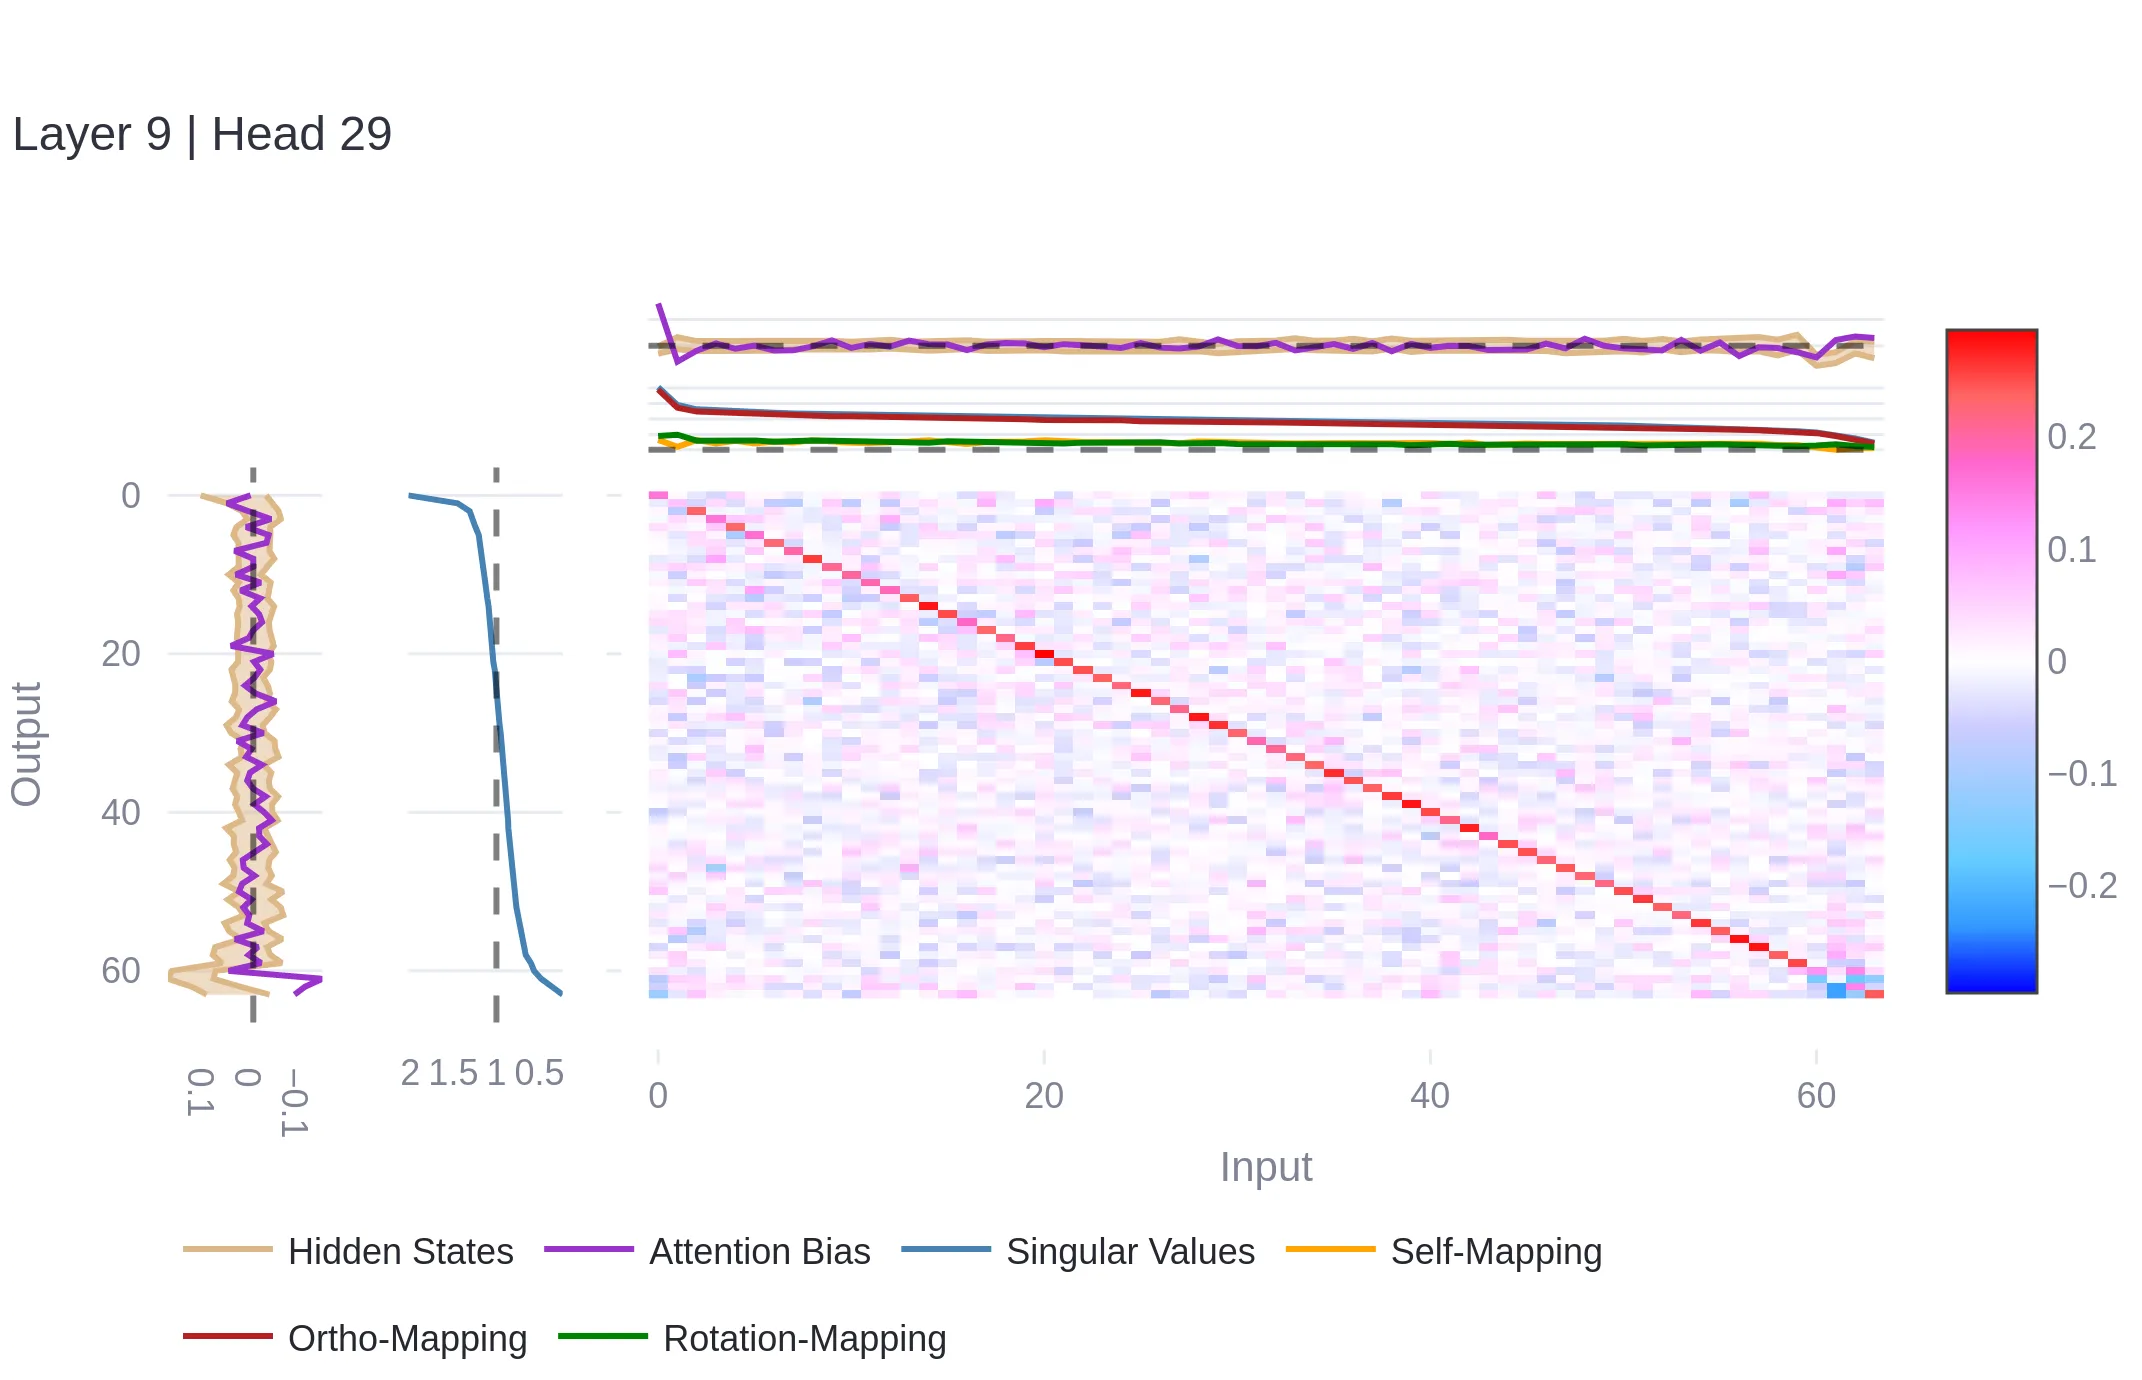 Layer 9 | Head 29
0
20
40
60
Output
0.1
0
−0.1
2 1.5 1 0.5
0
20
40
60
Input
0.2
0.1
0
−0.1
−0.2
Hidden States
Attention Bias
Singular Values
Self-Mapping
Ortho-Mapping
Rotation-Mapping